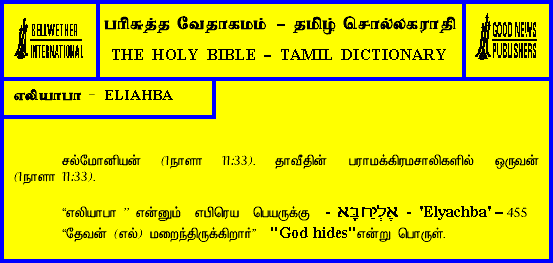 BELLWETHER
INTERNATIONAL
பரிசுத்த வேதாகமம் – தமிழ் சொல்லகராதி
THE HOLY BIBLE – TAMIL DICTIONARY
GOOD NEWS
PUBLISHERS
எலியாபா - ELIAHBA
சல்மோனியன் (1நாளா 11:33). தாவீதின் பராமக்கிரமசாலிகளில் ஒருவன்
(1நாளா 11:33).
“எலியாபா ” என்னும் எபிரெய பெயருக்கு - אֶלְיַחְבָּא - 'Elyachba' – 455
“தேவன் (எல்) மறைந்திருக்கிறார்” "God hides" என்று பொருள்.